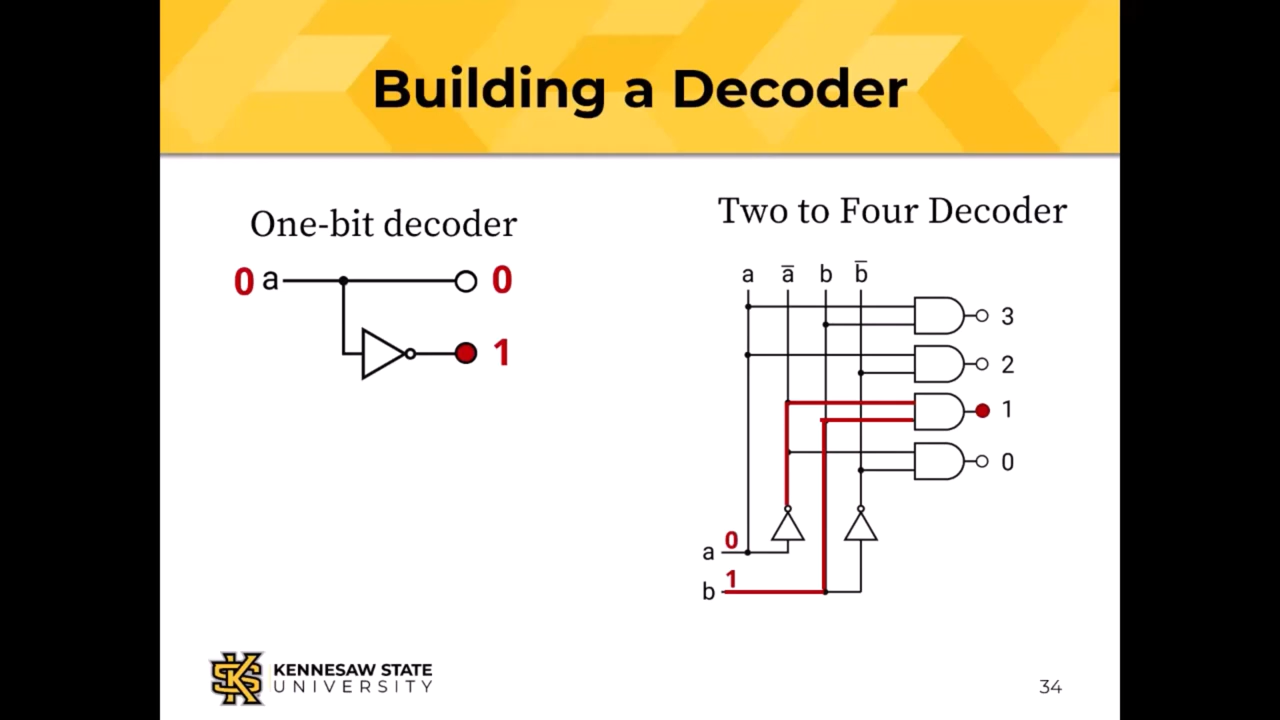 Building a Decoder
One-bit decoder
0 a 0
1
Two to Four Decoder
a a̅ b b̅
3
2
1
0
a 0
b 1
KENNESAW STATE
UNIVERSITY
34